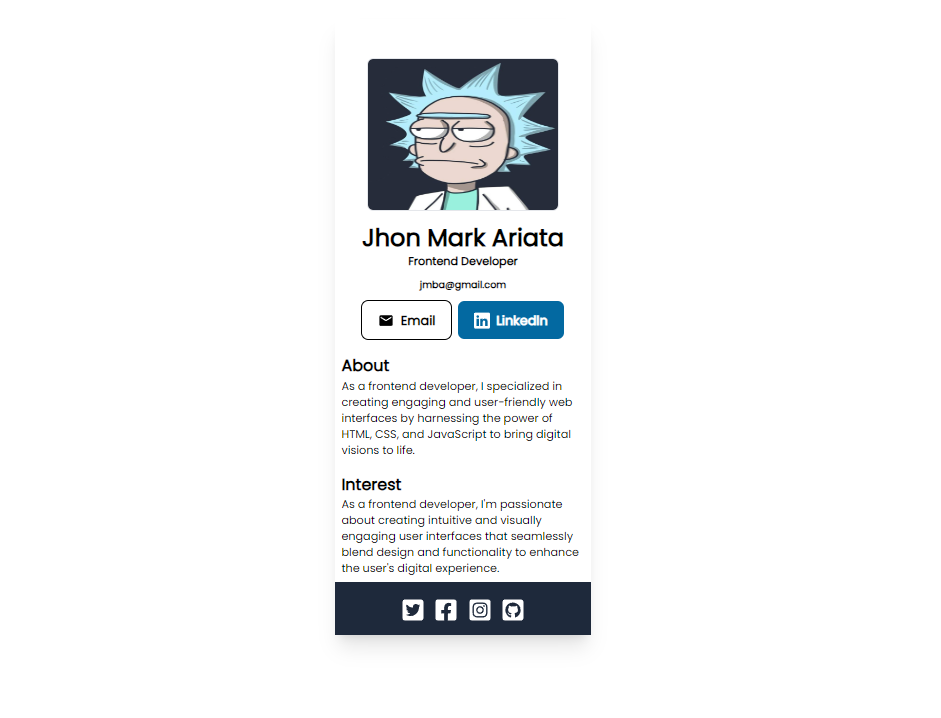 Jhon Mark Ariata
Frontend Developer
jmba@gmail.com
Email
LinkedIn
About
As a frontend developer, I specialized in
creating engaging and user-friendly web
interfaces by harnessing the power of
HTML, CSS, and JavaScript to bring digital
visions to life.
Interest
As a frontend developer, I'm passionate
about creating intuitive and visually
engaging user interfaces that seamlessly
blend design and functionality to enhance
the user's digital experience.